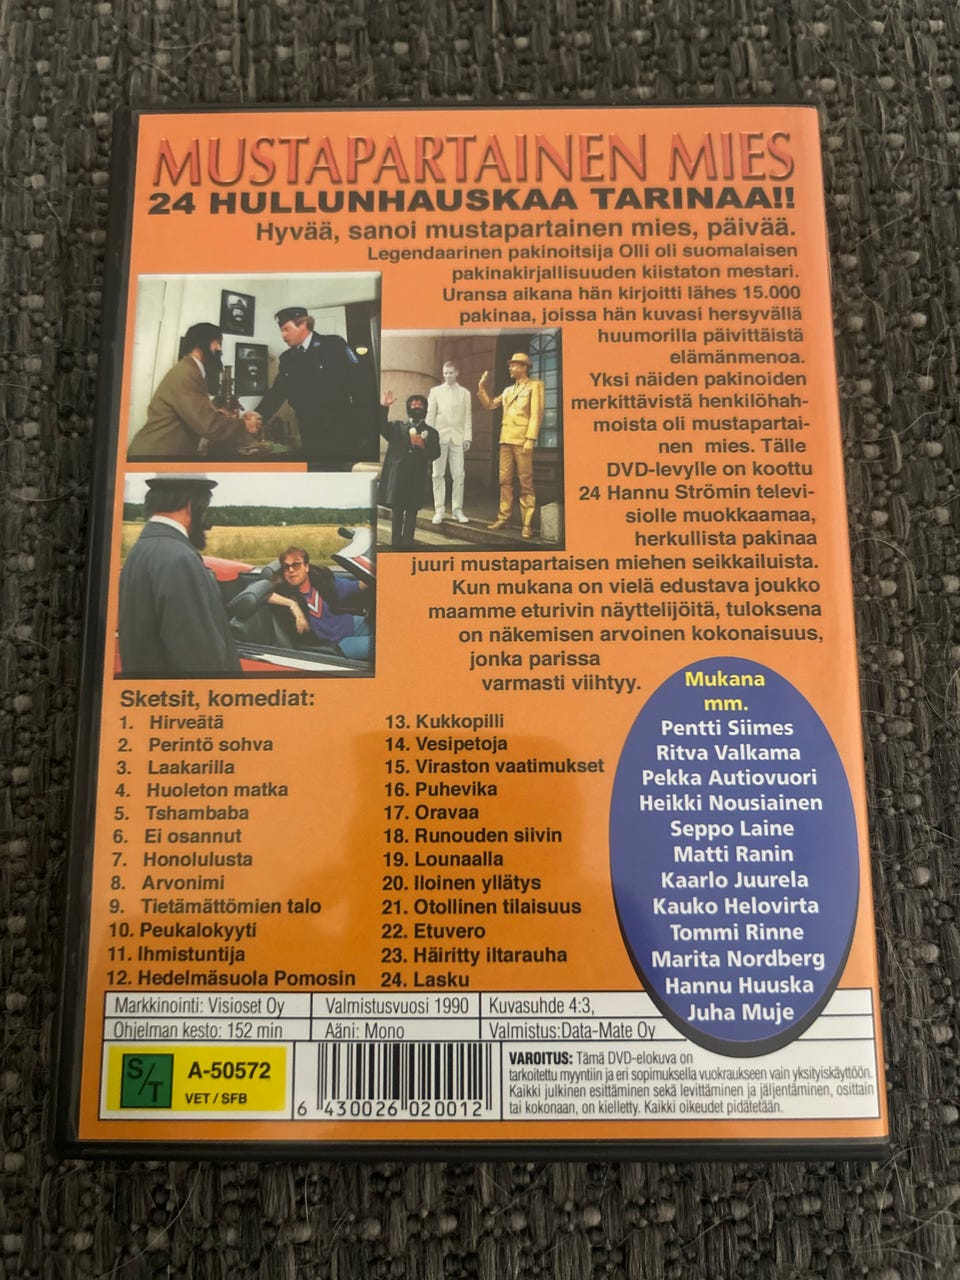 MUSTAPARTAINEN MIES
24 HULLUNHAUSKAA TARINAA!!
Hyvää, sanoi mustapartainen mies, päivää.
Legendaarinen pakinoitsija Olli oli suomalaisen
pakinakirjallisuuden kiistaton mestari.
Uransa aikana hän kirjoitti lähes 15.000
pakinaa, joissa hän kuvasi hersyvällä
huumorilla päivittäistä
elämänmenoa.
Yksi näiden pakinoiden
merkittävistä henkilöhah-
moista oli mustapartai-
nen mies. Tälle
DVD-levylle on koottu
24 Hannu Strömin televi-
siolle muokkaamaa,
herkullista pakinaa
juuri mustapartaisen miehen seikkailuista.
Kun mukana on vielä edustava joukko
maamme eturivin näyttelijöitä, tuloksena
on näkemisen arvoinen kokonaisuus,
jonka parissa
varmasti viihtyy.
Sketsit, komediat:
1. Hirveätä
2. Perintö sohva
3. Laakarilla
4. Huoleton matka
5. Tshambaba
6. Ei osannut
7. Honolulusta
8. Arvonimi
9. Tietämättömien talo
10. Peukalokyyti
11. Ihmistuntija
12. Hedelmäsuola Pomosin
13. Kukkopilli
14. Vesipetoja
15. Viraston vaatimukset
16. Puhevika
17. Oravaa
18. Runouden siivin
19. Lounaalla
20. Iloinen yllätys
21. Otollinen tilaisuus
22. Etuvero
23. Häiritty iltarauha
24. Lasku
Mukana
mm.
Pentti Siimes
Ritva Valkama
Pekka Autiovuori
Heikki Nousiainen
Seppo Laine
Matti Ranin
Kaarlo Juurela
Kauko Helovirta
Tommi Rinne
Marita Nordberg
Hannu Huuska
Juha Muje
Markkinointi: Visioset Oy
Valmistusvuosi 1990
Kuvasuhde 4:3,
Ohjelman kesto: 152 min
Ääni: Mono
Valmistus:Data-Mate Oy
S/T
A-50572
VET / SFB
6 430026 020012
VAROITUS: Tämä DVD-elokuva on
tarkoitettu myyntiin ja eri sopimuksella vuokraukseen vain yksityiskäyttöön.
Kaikki julkinen esittäminen sekä levittäminen ja jäljentäminen, osittain
tai kokonaan, on kielletty. Kaikki oikeudet pidätetään.